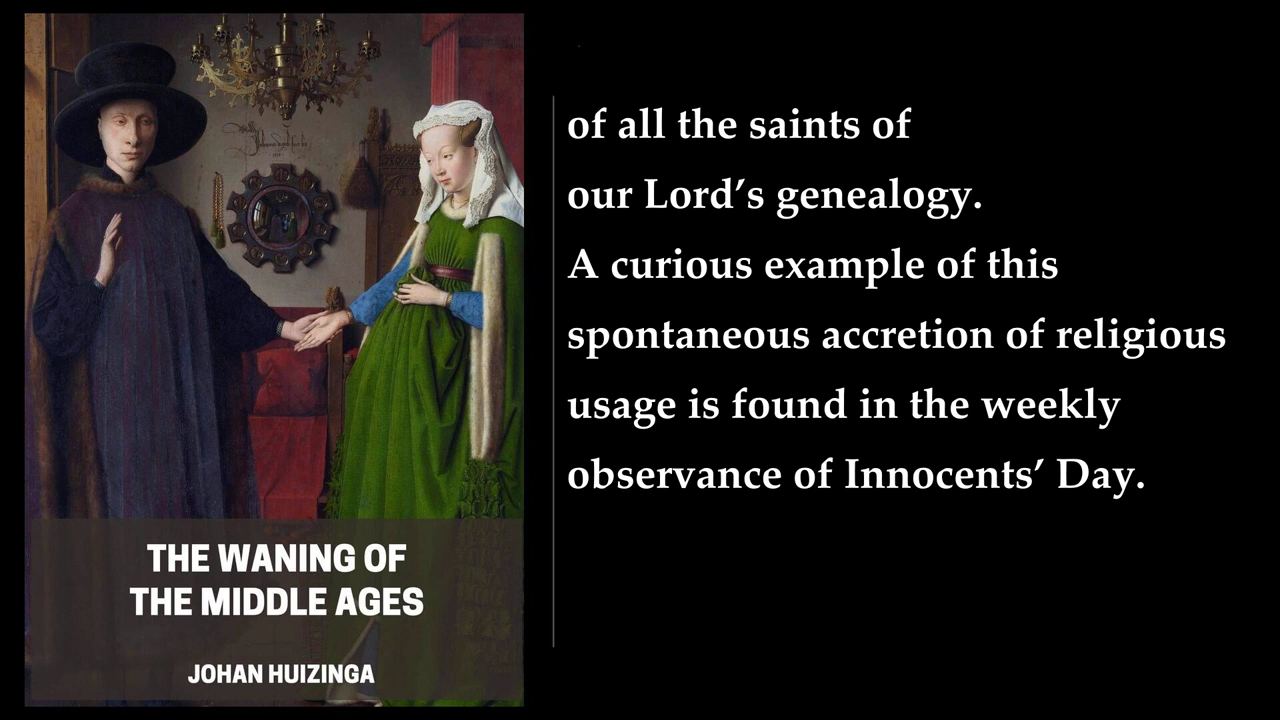 THE WANING OF
THE MIDDLE AGES
JOHAN HUIZINGA
of all the saints of
our Lord’s genealogy.
A curious example of this
spontaneous accretion of religious
usage is found in the weekly
observance of Innocents’ Day.